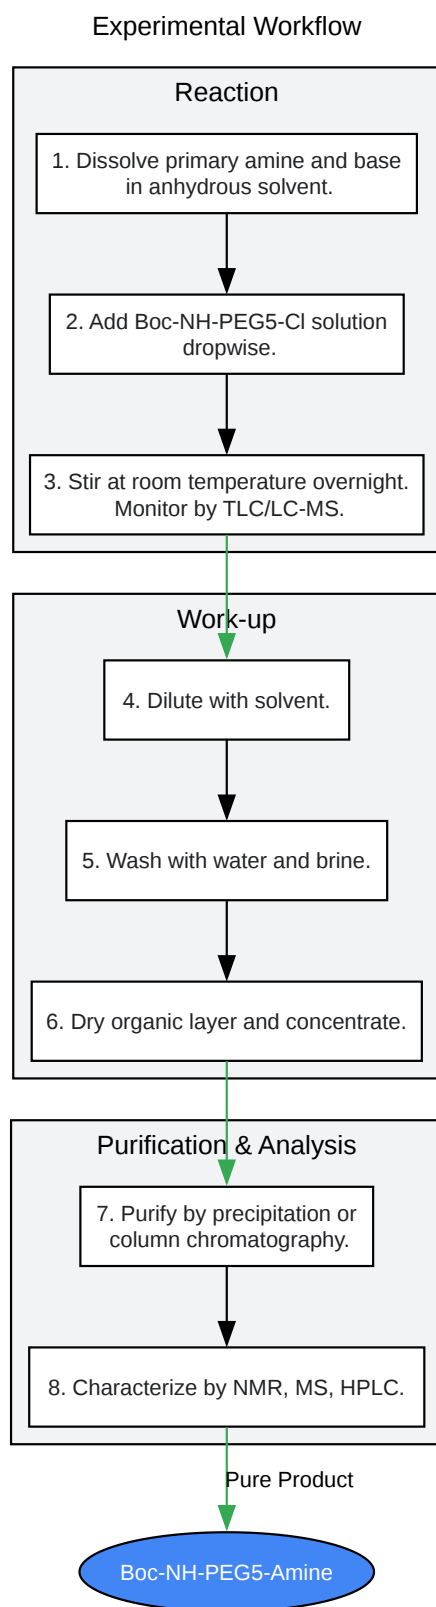 Experimental Workflow
Reaction
1. Dissolve primary amine and base
in anhydrous solvent.
2. Add Boc-NH-PEG5-Cl solution
dropwise.
3. Stir at room temperature overnight.
Monitor by TLC/LC-MS.
Work-up
4. Dilute with solvent.
5. Wash with water and brine.
6. Dry organic layer and concentrate.
Purification & Analysis
7. Purify by precipitation or
column chromatography.
8. Characterize by NMR, MS, HPLC.
Pure Product
Boc-NH-PEG5-Amine